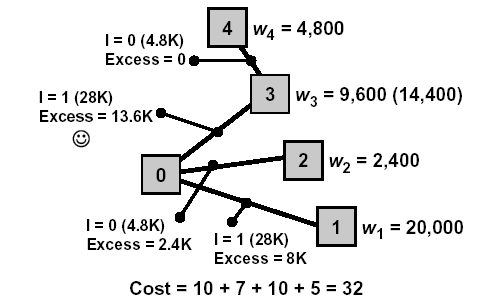 4 w4 = 4,800
I = 0 (4.8K)
Excess = 0
3 w3 = 9,600 (14,400)
I = 1 (28K)
Excess = 13.6K
☺
0
2 w2 = 2,400
1 w1 = 20,000
I = 0 (4.8K)
Excess = 2.4K
I = 1 (28K)
Excess = 8K
Cost = 10 + 7 + 10 + 5 = 32